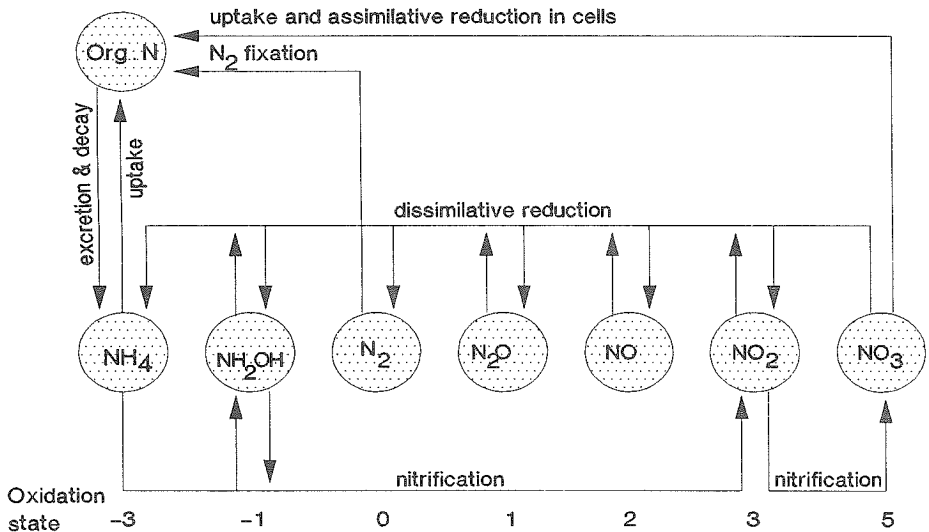 uptake and assimilative reduction in cells
Org. N
N2 fixation
excretion & decay
uptake
dissimilative reduction
NH4
NH2OH
N2
N2O
NO
NO2
NO3
nitrification
nitrification
Oxidation
state
-3 -1 0 1 2 3 5